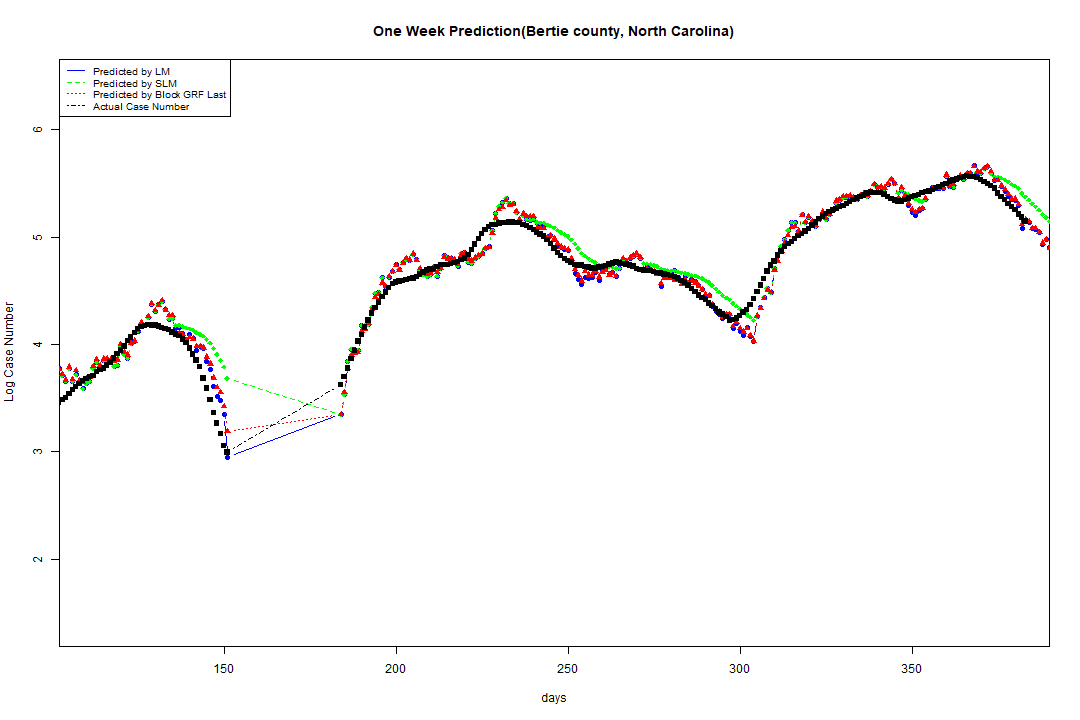 One Week Prediction(Bertie county, North Carolina)
Predicted by LM
Predicted by SLM
Predicted by Block GRF Last
Actual Case Number
Log Case Number
6
5
4
3
2
150 200 250 300 350
days